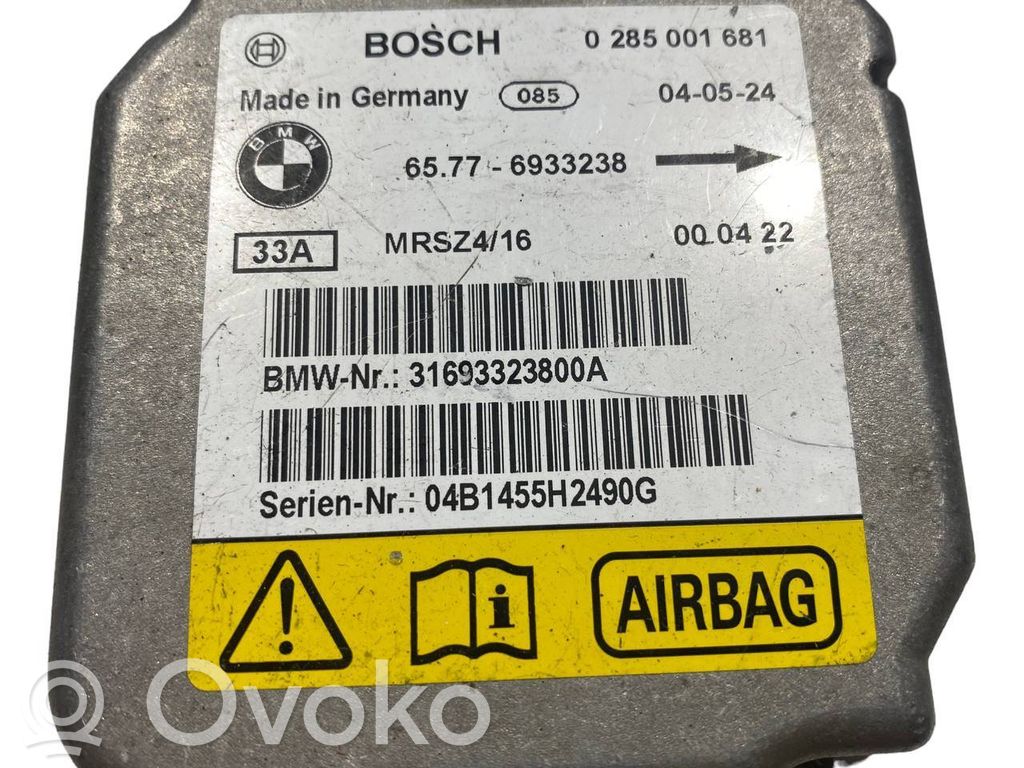 BOSCH 0 285 001 681
Made in Germany 085 04-05-24
BMW
65.77 - 6933238
33A MRSZ4/16 00.04 22
BMW-Nr.: 31693323800A
Serien-Nr.: 04B1455H2490G
AIRBAG
Ovoko